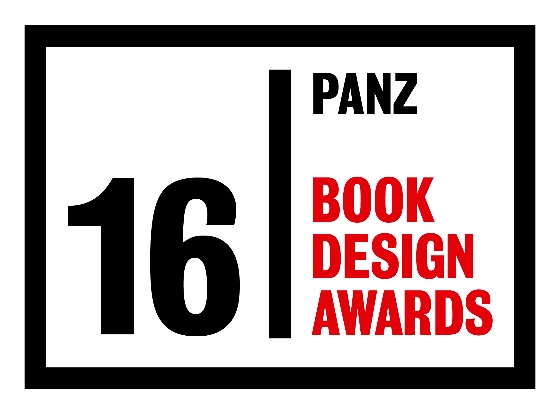 16
PANZ
BOOK
DESIGN
AWARDS